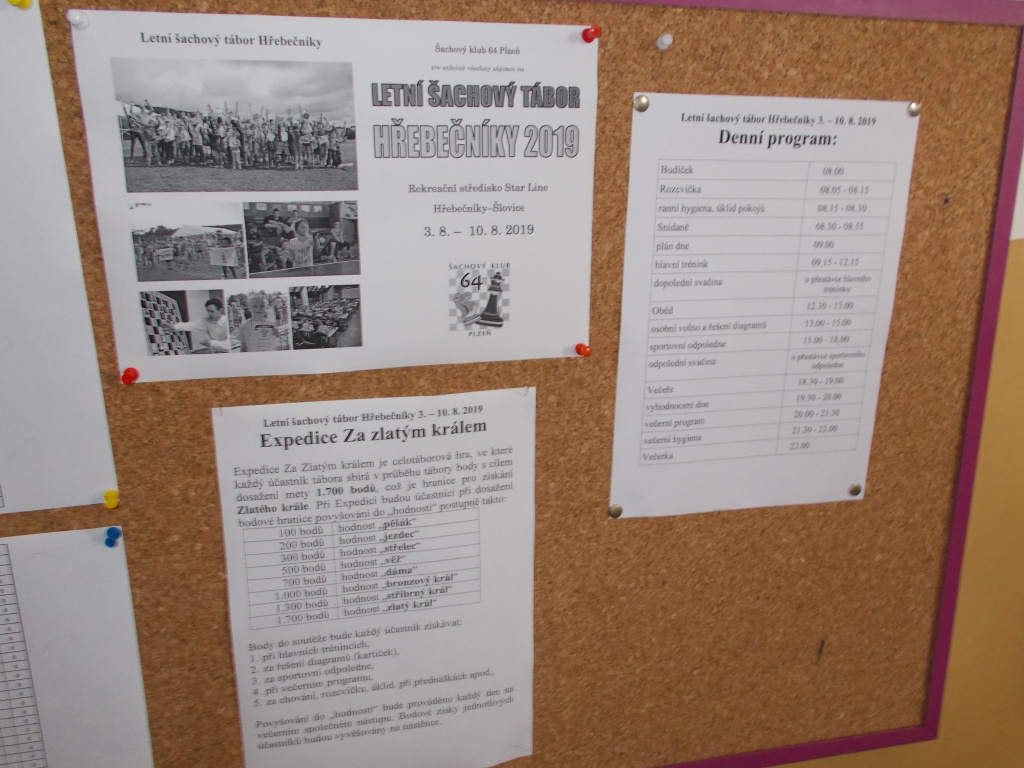 Letní šachový tábor Hřebečníky
Šachový klub 64 Plzeň
zve srdečně všechny zájemce na
LETNÍ ŠACHOVÝ TÁBOR
HŘEBEČNÍKY 2019
Rekreační středisko Star Line
Hřebečníky–Šlovice
3. 8. – 10. 8. 2019
ŠACHOVÝ KLUB
64
PLZEŇ
Letní šachový tábor Hřebečníky 3. – 10. 8. 2019
Denní program:
Budíček 08.00
Rozcvička 08.05 - 08.15
ranní hygiena, úklid pokojů 08.15 - 08.30
Snídaně 08.30 - 08.55
plán dne 09.00
hlavní trénink 09.15 - 12.15
dopolední svačina o přestávce hlavního
tréninku
Oběd 12.30 - 13.00
osobní volno a řešení diagramů 13.00 - 15.00
sportovní odpoledne 15.00 - 18.00
odpolední svačina o přestávce sportovního
odpoledne
Večeře 18.30 - 19.00
vyhodnocení dne 19.30 - 20.00
večerní program 20.00 - 21.30
večerní hygiena 21.30 - 22.00
Večerka 22.00
Letní šachový tábor Hřebečníky 3. – 10. 8. 2019
Expedice Za zlatým králem
Expedice Za Zlatým králem je celotáborová hra, ve které
každý účastník tábora sbírá v průběhu tábory body s cílem
dosažení mety 1.700 bodů, což je hranice pro získání
Zlatého krále. Při Expedici budou účastníci při dosažení
bodové hranice povyšováni do „hodností" postupně takto:
100 bodů hodnost „pěšák"
200 bodů hodnost „jezdec"
300 bodů hodnost „střelec"
500 bodů hodnost „věž"
700 bodů hodnost „dáma"
1.000 bodů hodnost „bronzový král"
1.300 bodů hodnost „stříbrný král"
1.700 bodů hodnost „zlatý král"
Body do soutěže bude každý účastník získávat:
1. při hlavních trénincích,
2. za řešení diagramů (kartiček),
3. za sportovní odpoledne,
4. při večerním programu,
5. za chování, rozcvičku, úklid, při přednáškách apod.,
Povyšování do „hodností" bude prováděno každý den na
večerním společném nástupu. Bodové zisky jednotlivých
účastníků budou vyvěšovány na nástěnce.